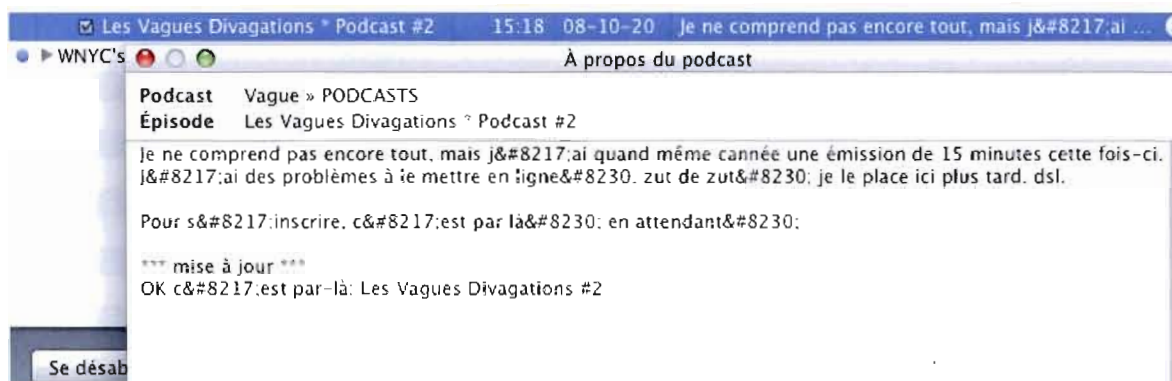 Les Vagues Divagations * Podcast #2 15:18 08-10-20 Je ne comprend pas encore tout, mais j&#8217;ai ...
WNYC's
À propos du podcast
Podcast Vague » PODCASTS
Épisode Les Vagues Divagations * Podcast #2
Je ne comprend pas encore tout, mais j&#8217;ai quand même cannée une émission de 15 minutes cette fois-ci.
j&#8217;ai des problèmes à le mettre en ligne&#8230. zut de zut&#8230; je le place ici plus tard. dsl.
Pour s&#8217;inscrire, c&#8217;est par là&#8230; en attendant&#8230;
*** mise à jour ***
OK c&#8217;est par-là: Les Vagues Divagations #2
Se désab